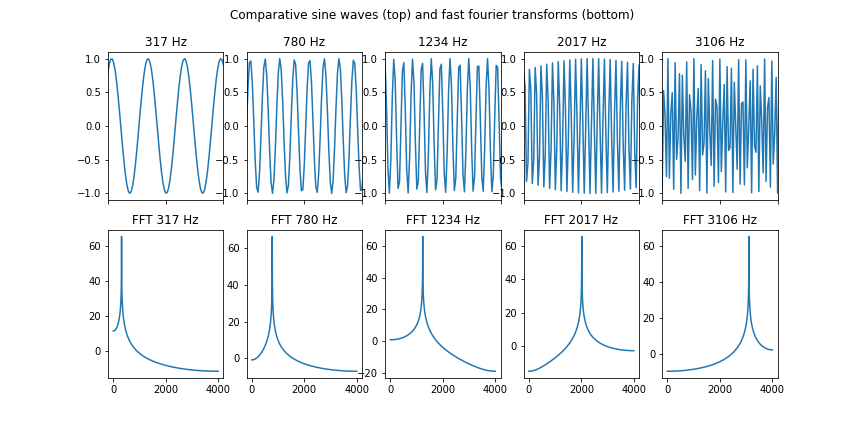 Comparative sine waves (top) and fast fourier transforms (bottom)
317 Hz 780 Hz 1234 Hz 2017 Hz 3106 Hz
1.0 1.0 1.0 1.0 1.0
0.5 0.5 0.5 0.5 0.5
0.0 0.0 0.0 0.0 0.0
−0.5 −0.5 −0.5 −0.5 −0.5
−1.0 −1.0 −1.0 −1.0 −1.0
FFT 317 Hz FFT 780 Hz FFT 1234 Hz FFT 2017 Hz FFT 3106 Hz
60 60 60 60 60
40 40 40 40 40
20 20 20 20 20
0 0 0 0 0
−20
0 2000 4000 0 2000 4000 0 2000 4000 0 2000 4000 0 2000 4000